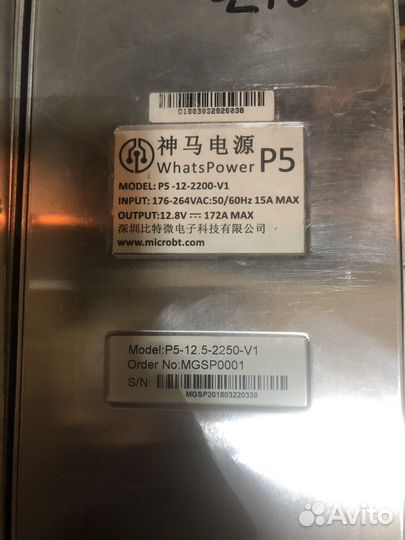 D1803032926038
神马电源
WhatsPower P5
MODEL: P5 -12-2200-V1
INPUT: 176-264VAC:50/60Hz 15A MAX
OUTPUT:12.8V⎓172A MAX
深圳比特微电子科技有限公司
www.microbt.com
Model:P5-12.5-2250-V1
Order No:MGSP0001
S/N:
MGSP201803220339
Avito